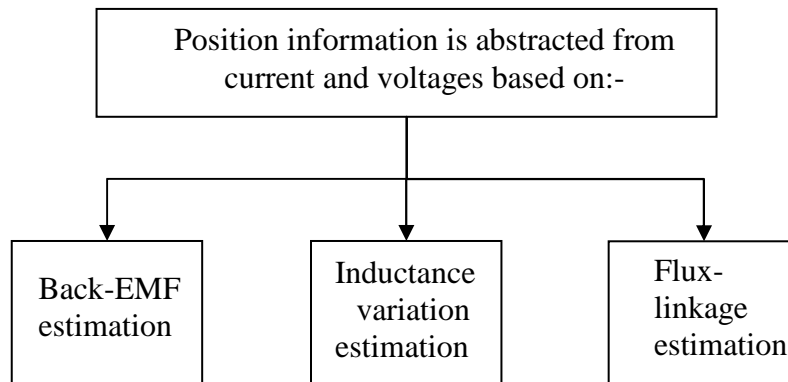 Position information is abstracted from
current and voltages based on:-
Back-EMF
estimation
Inductance
variation
estimation
Flux-
linkage
estimation